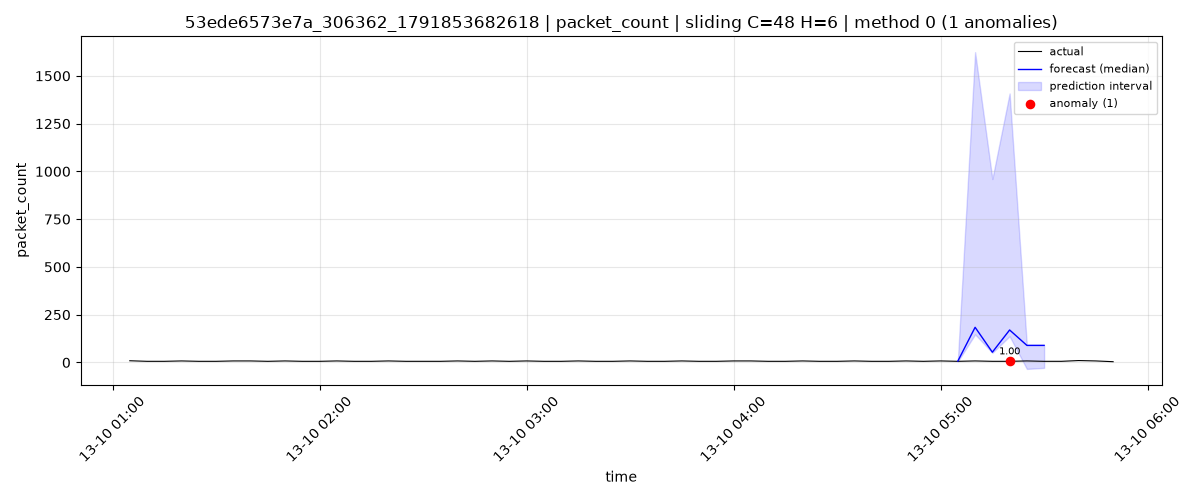 53ede6573e7a_306362_1791853682618 | packet_count | sliding C=48 H=6 | method 0 (1 anomalies)
actual
forecast (median)
prediction interval
anomaly (1)
1500
1250
1000
750
500
250
0
packet_count
1.00
13-10 01:00
13-10 02:00
13-10 03:00
13-10 04:00
13-10 05:00
13-10 06:00
time